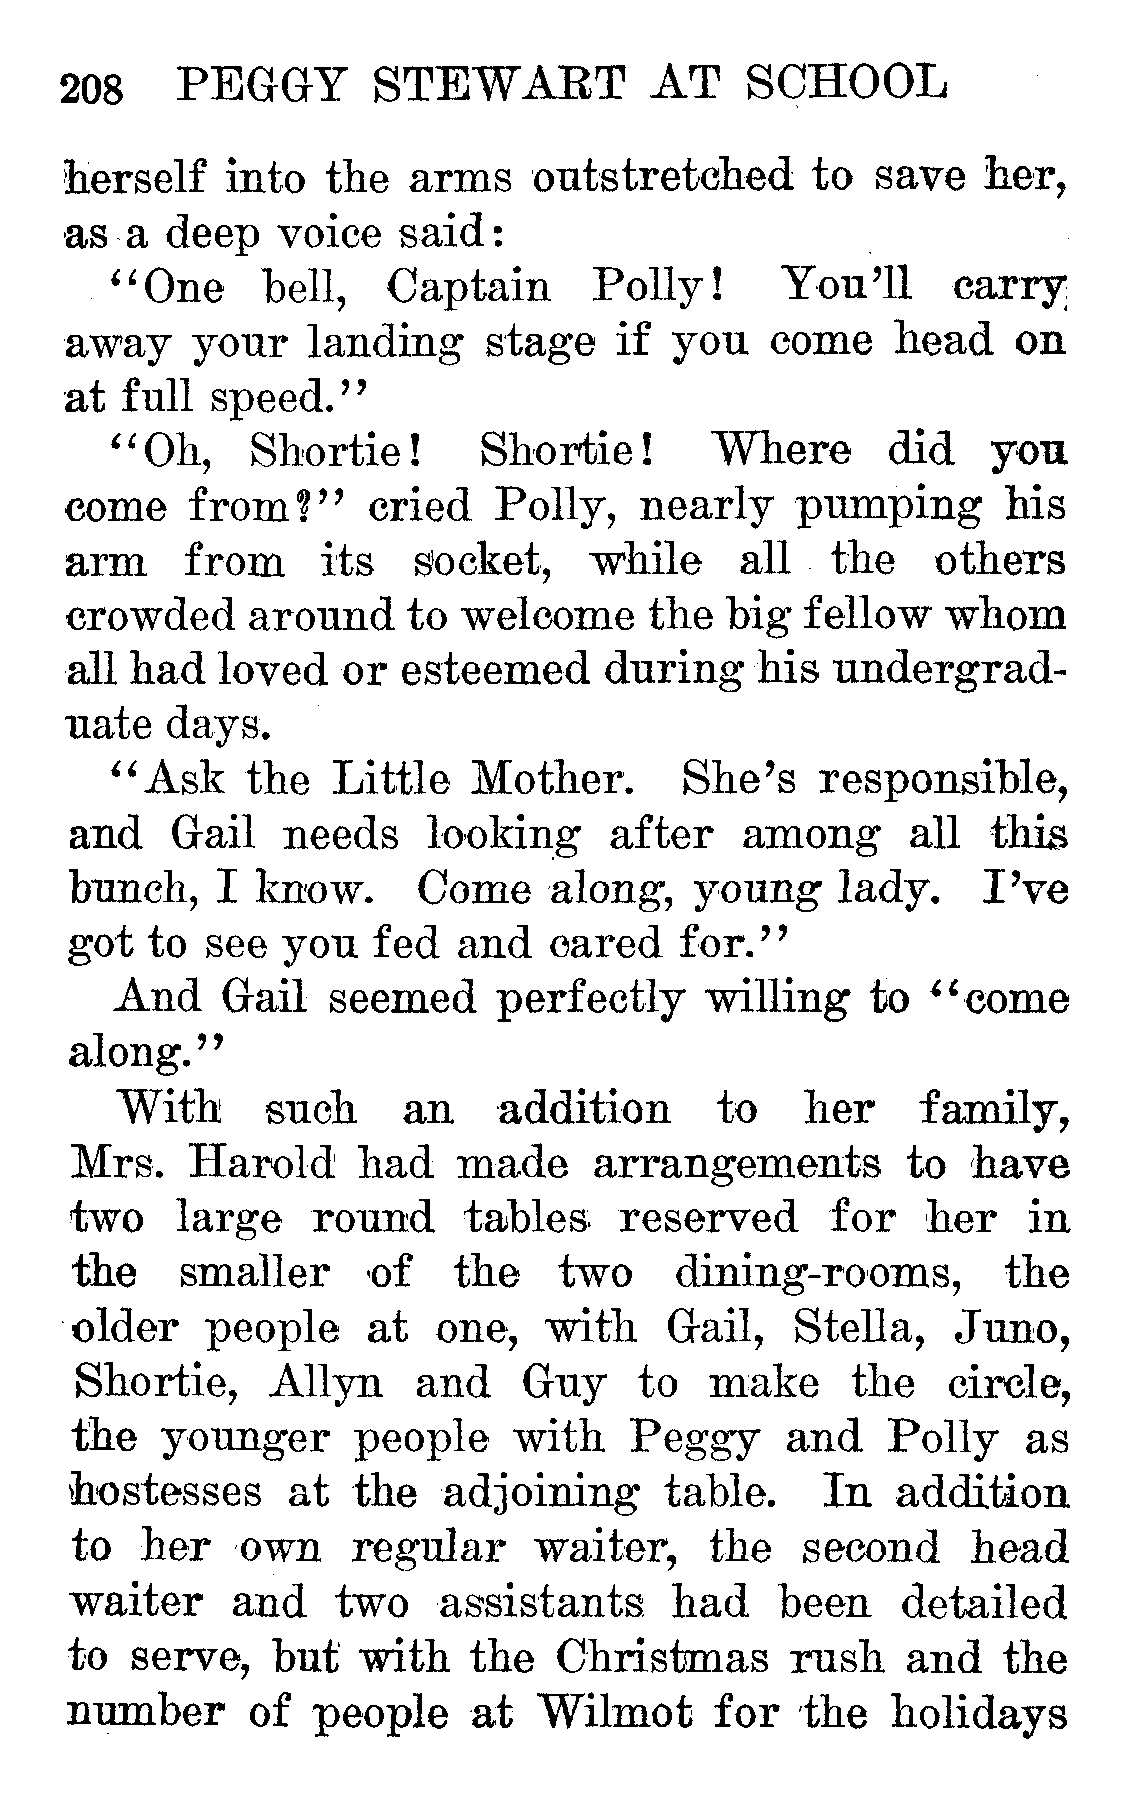 208 PEGGY STEWART AT SCHOOL
herself into the arms outstretched to save her,
as a deep voice said:
"One bell, Captain Polly! You'll carry
away your landing stage if you come head on
at full speed."
"Oh, Shortie! Shortie! Where did you
come from?" cried Polly, nearly pumping his
arm from its socket, while all the others
crowded around to welcome the big fellow whom
all had loved or esteemed during his undergrad-
uate days.
"Ask the Little Mother. She's responsible,
and Gail needs looking after among all this
bunch, I know. Come along, young lady. I've
got to see you fed and cared for."
And Gail seemed perfectly willing to "come
along."
With such an addition to her family,
Mrs. Harold had made arrangements to have
two large round tables reserved for her in
the smaller of the two dining-rooms, the
older people at one, with Gail, Stella, Juno,
Shortie, Allyn and Guy to make the circle,
the younger people with Peggy and Polly as
hostesses at the adjoining table. In addition
to her own regular waiter, the second head
waiter and two assistants had been detailed
to serve, but with the Christmas rush and the
number of people at Wilmot for the holidays